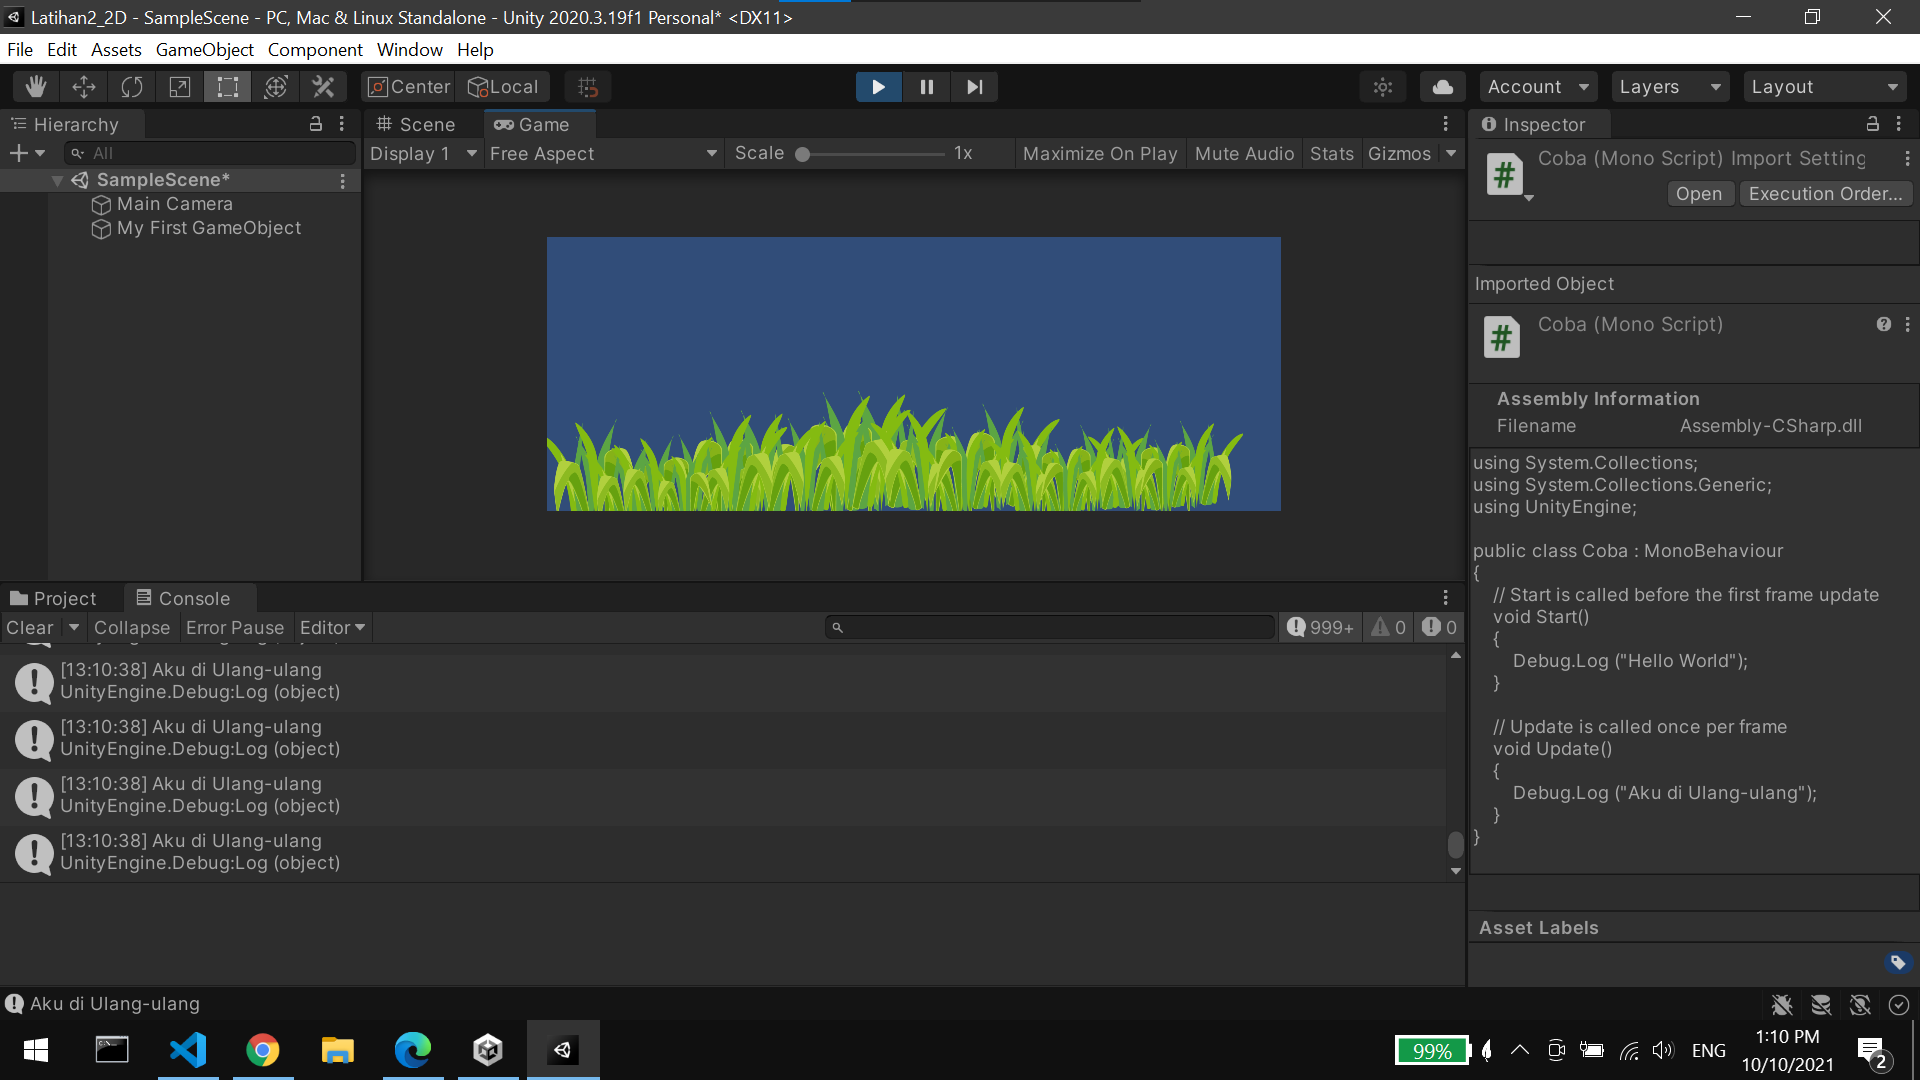 Latihan2_2D - SampleScene - PC, Mac & Linux Standalone - Unity 2020.3.19f1 Personal* <DX11>
File Edit Assets GameObject Component Window Help
Center Local Account Layers Layout
Hierarchy
All
SampleScene*
Main Camera
My First GameObject
Scene Game
Display 1 Free Aspect Scale 1x Maximize On Play Mute Audio Stats Gizmos
Project Console
Clear Collapse Error Pause Editor 999+ 0 0
[13:10:38] Aku di Ulang-ulang
UnityEngine.Debug:Log (object)
[13:10:38] Aku di Ulang-ulang
UnityEngine.Debug:Log (object)
[13:10:38] Aku di Ulang-ulang
UnityEngine.Debug:Log (object)
[13:10:38] Aku di Ulang-ulang
UnityEngine.Debug:Log (object)
Inspector
Coba (Mono Script) Import Setting
Open Execution Order...
Imported Object
Coba (Mono Script)
Assembly Information
Filename Assembly-CSharp.dll
using System.Collections;
using System.Collections.Generic;
using UnityEngine;
public class Coba : MonoBehaviour
{
// Start is called before the first frame update
void Start()
{
Debug.Log ("Hello World");
}
// Update is called once per frame
void Update()
{
Debug.Log ("Aku di Ulang-ulang");
}
}
Asset Labels
Aku di Ulang-ulang
99% ENG
1:10 PM
10/10/2021
2